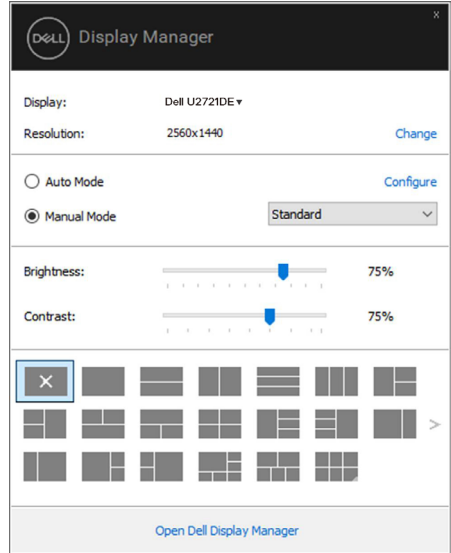 x
DELL Display Manager
Display: Dell U2721DE
Resolution: 2560x1440 Change
Auto Mode Configure
Manual Mode Standard
Brightness: 75%
Contrast: 75%
Open Dell Display Manager